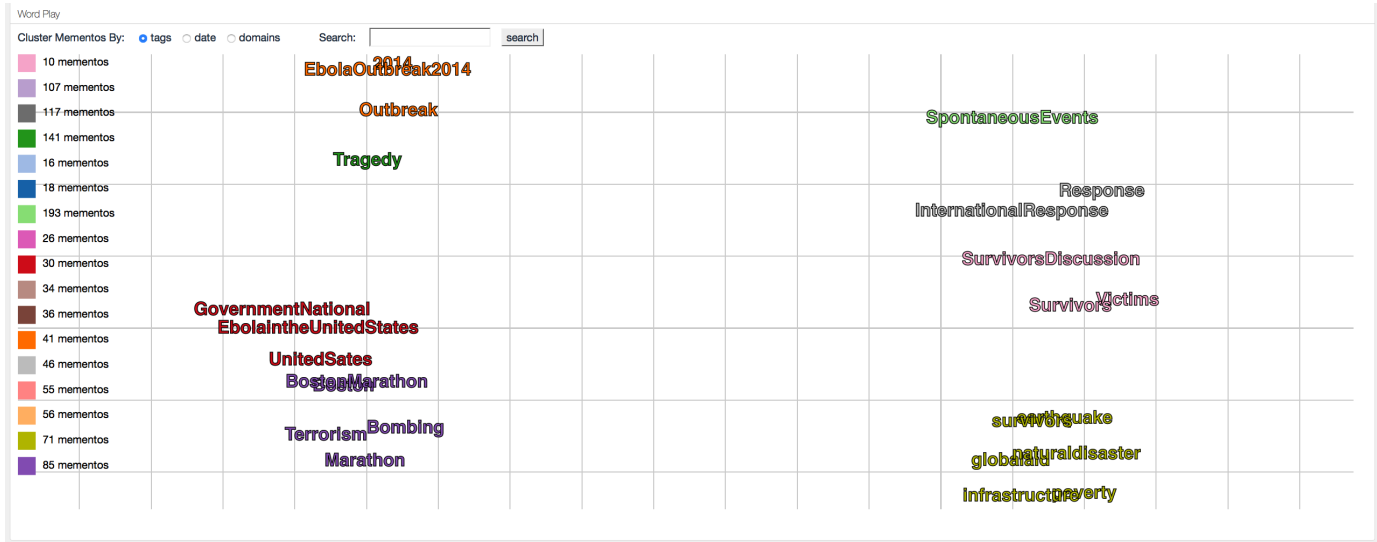 Word Play
Cluster Mementos By: tags date domains Search: search
10 mementos
107 mementos
117 mementos
141 mementos
16 mementos
18 mementos
193 mementos
26 mementos
30 mementos
34 mementos
36 mementos
41 mementos
46 mementos
55 mementos
56 mementos
71 mementos
85 mementos
2014
EbolaOutbreak2014
Outbreak
Tragedy
GovernmentNational
EbolaintheUnitedStates
UnitedSates
BostonMarathon
Boston
Bombing
Terrorism
Marathon
SpontaneousEvents
Response
InternationalResponse
SurvivorsDiscussion
Victims
Survivors
earthquake
survivors
naturaldisaster
globalaid
infrastructure
poverty